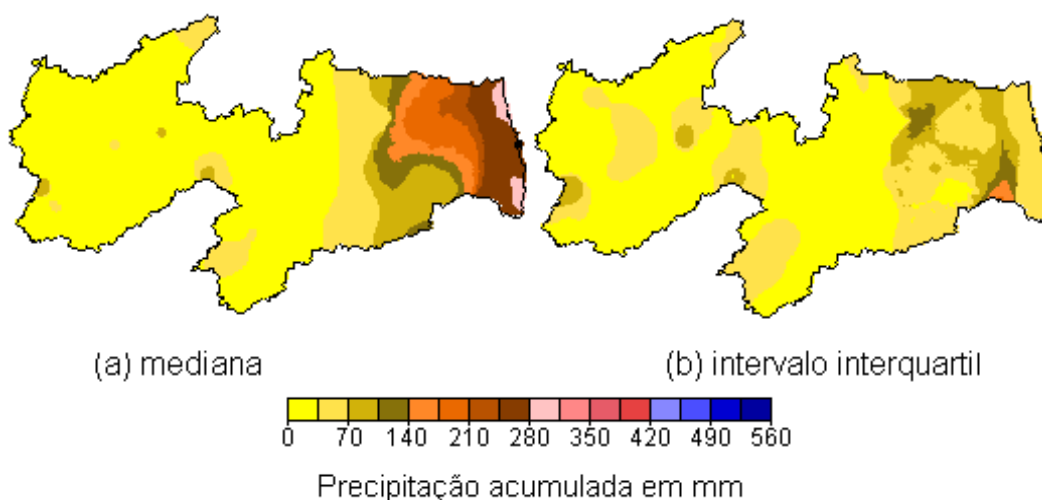 (a) mediana
(b) intervalo interquartil
0 70 140 210 280 350 420 490 560
Precipitação acumulada em mm